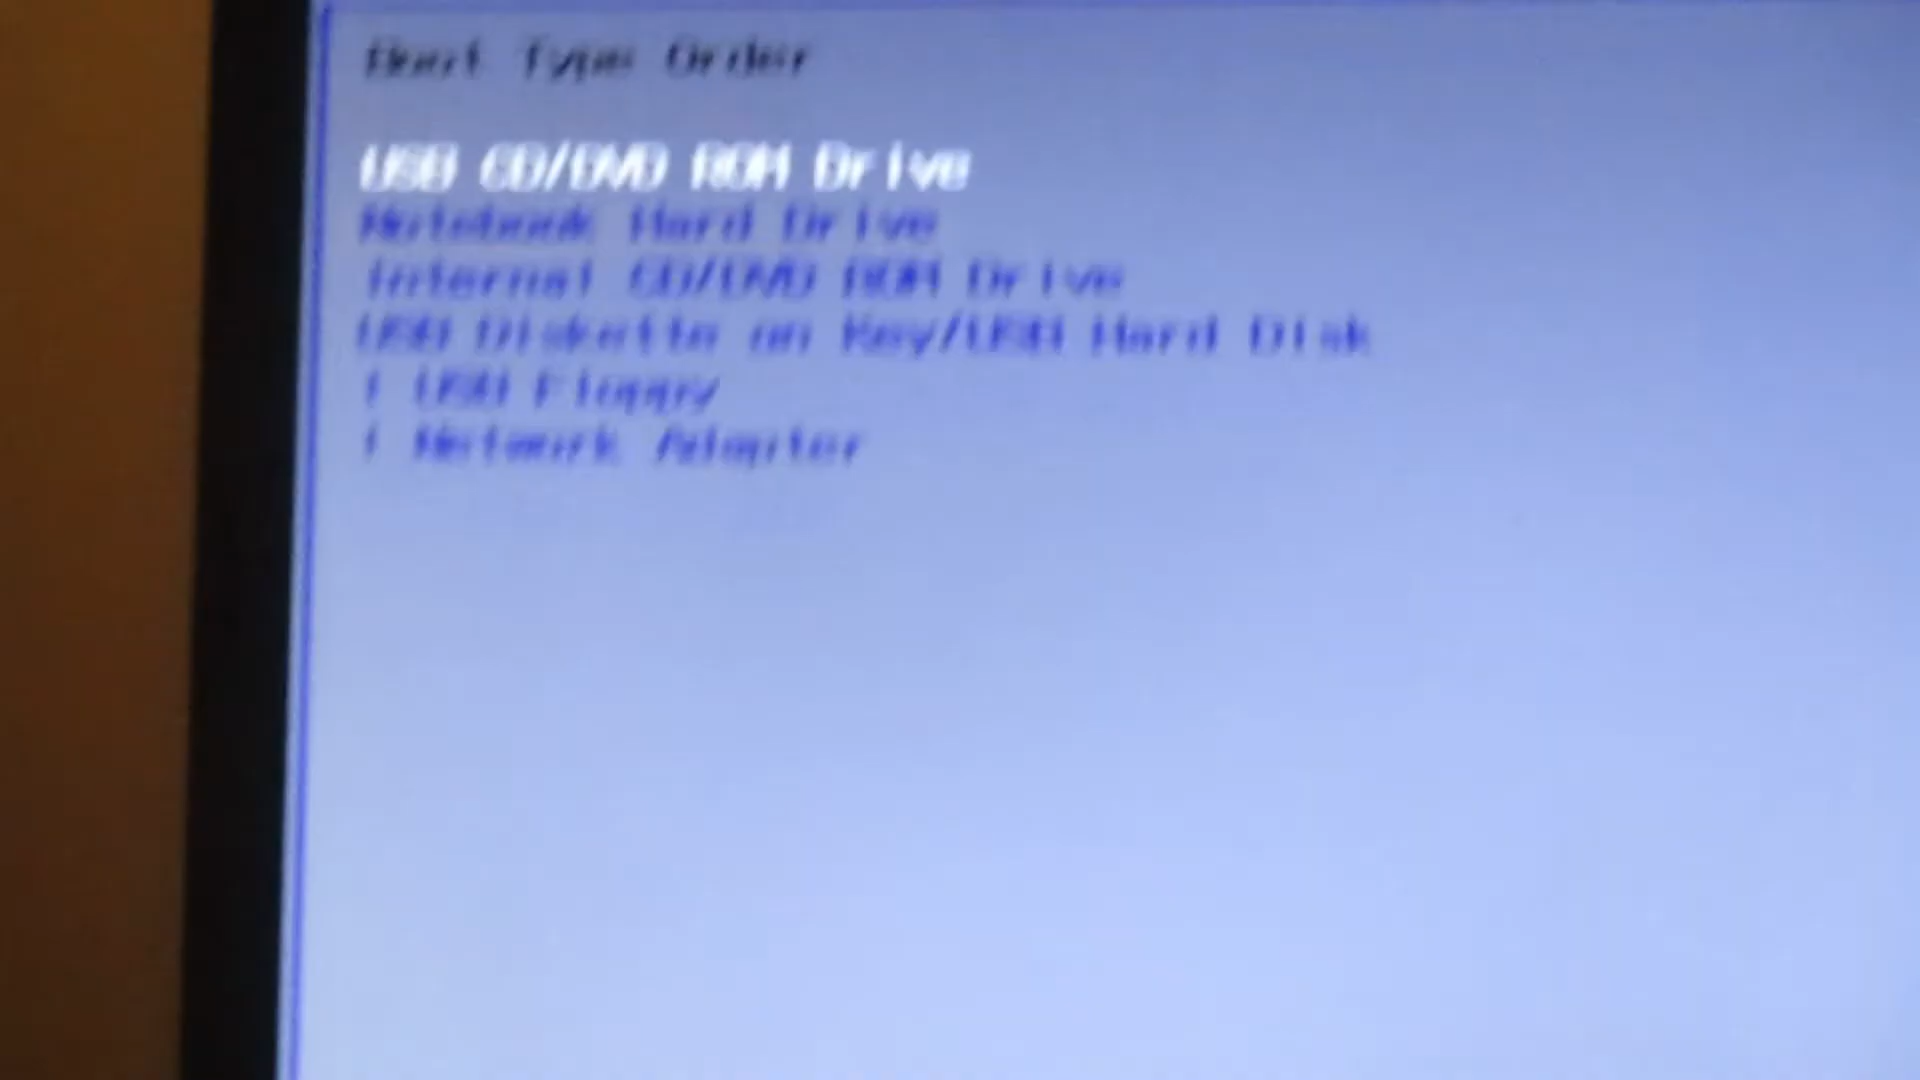 Boot Type Order
USB CD/DVD ROM Drive
Notebook Hard Drive
Internal CD/DVD ROM Drive
USB Diskette on Key/USB Hard Disk
! USB Floppy
! Network Adapter